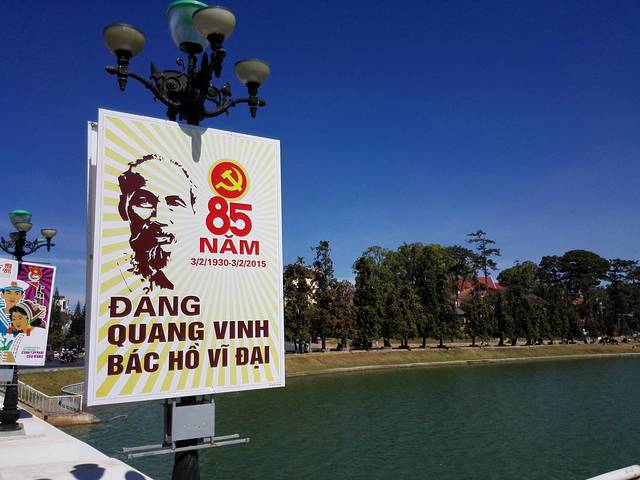 85
NĂM
3/2/1930-3/2/2015
ĐẢNG
QUANG VINH
BÁC HỒ VĨ ĐẠI